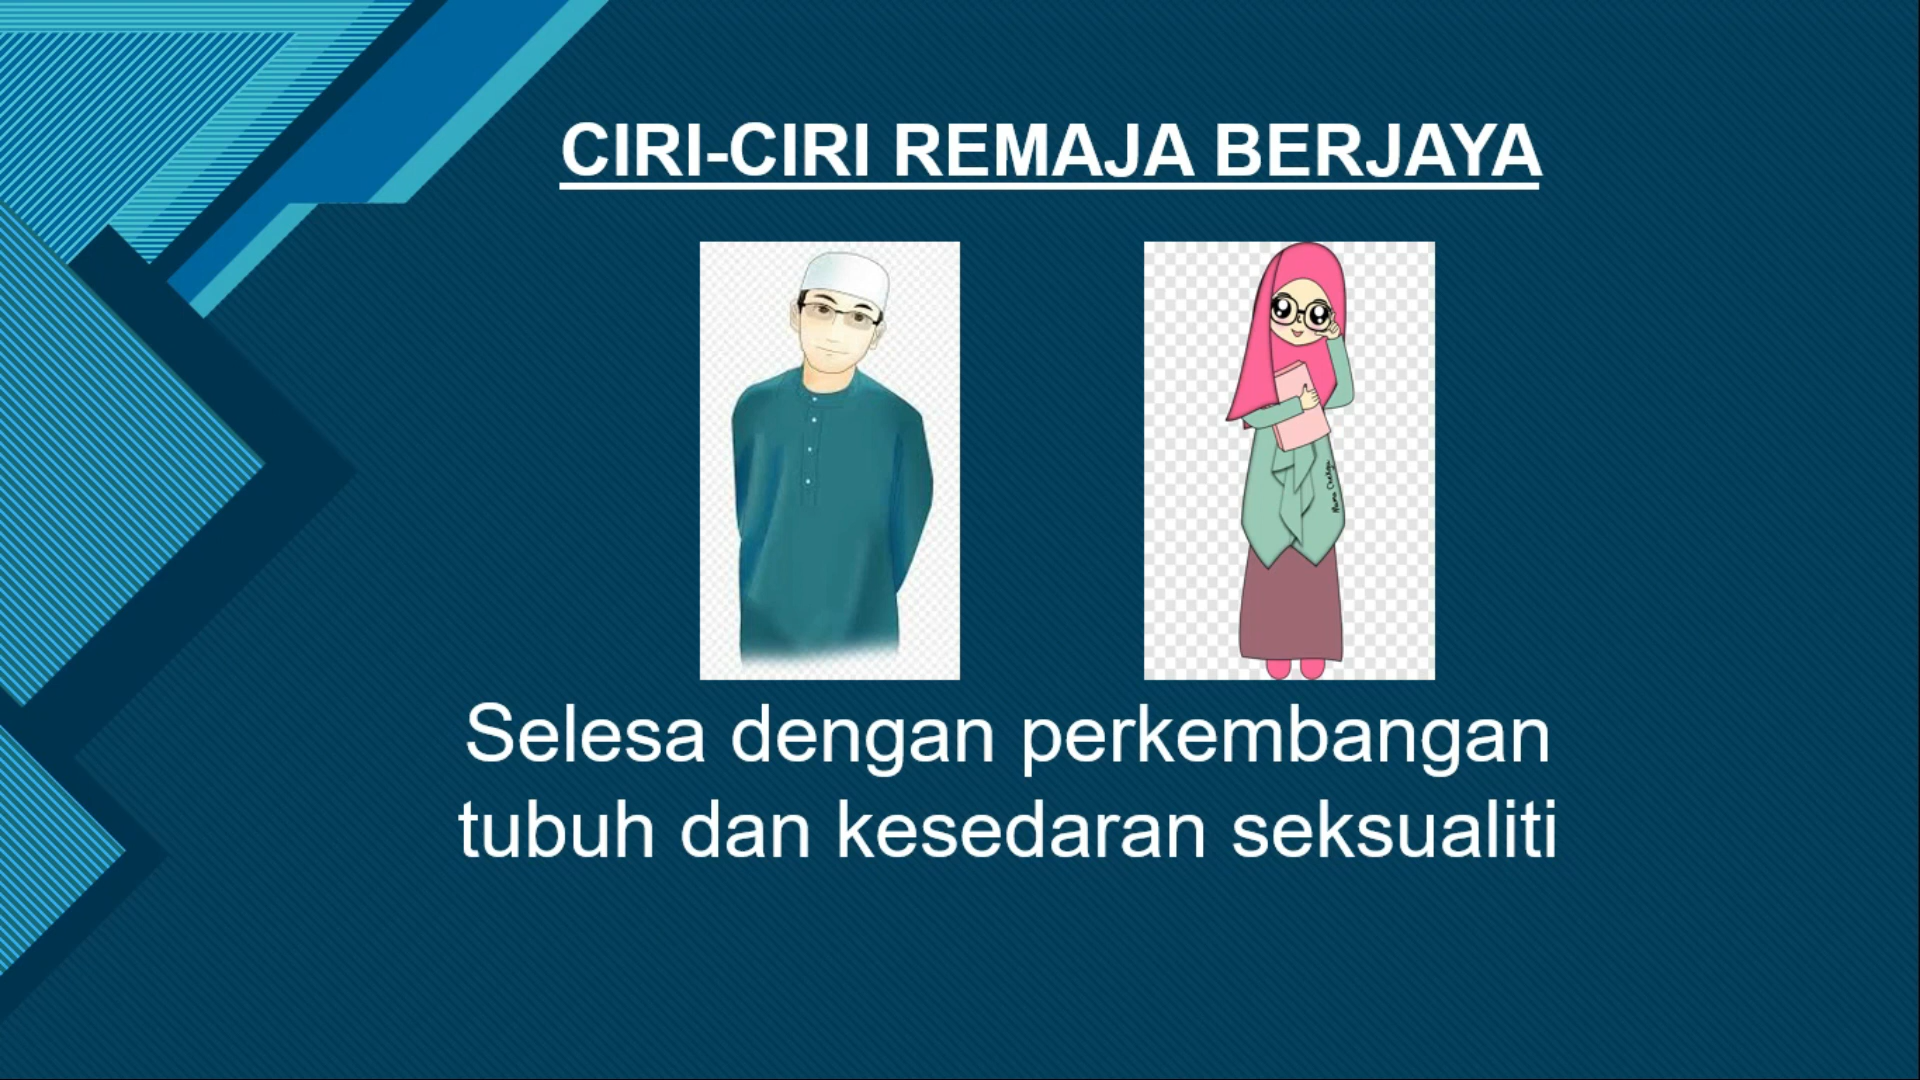 CIRI-CIRI REMAJA BERJAYA
Selesa dengan perkembangan
tubuh dan kesedaran seksualiti